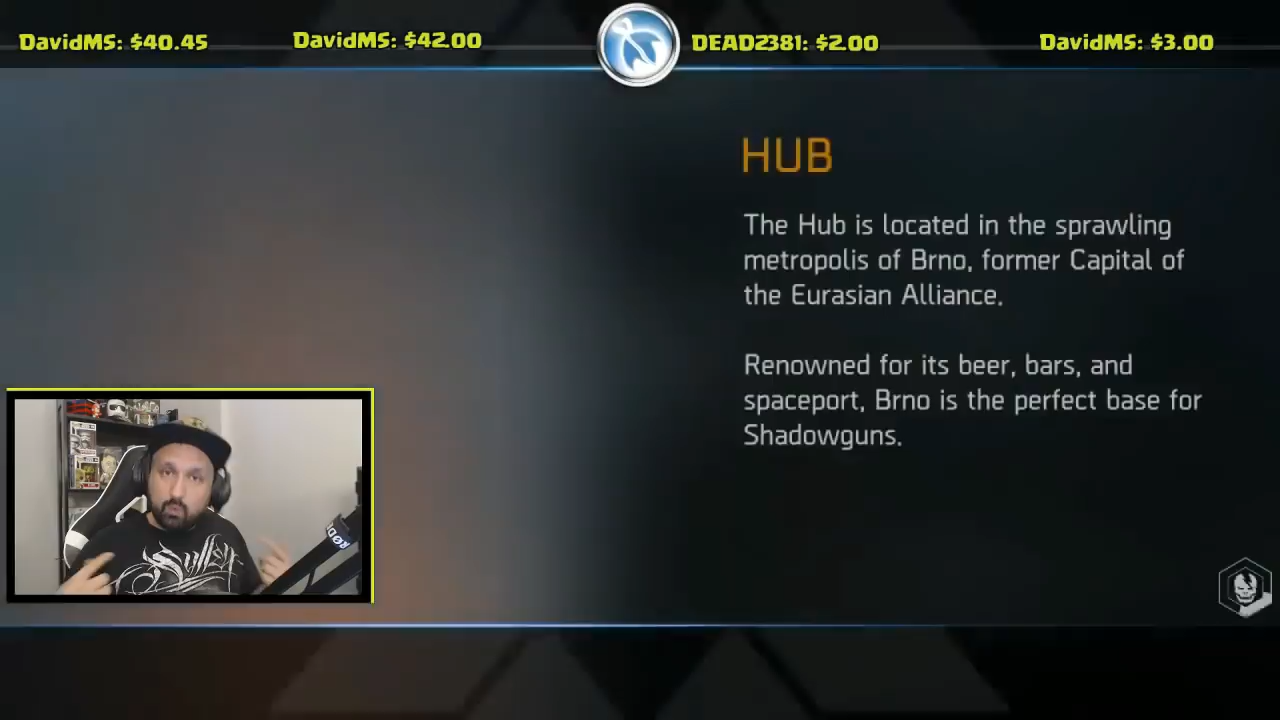 DavidMS: $40.45
DavidMS: $42.00
DEAD2381: $2.00
DavidMS: $3.00
HUB
The Hub is located in the sprawling
metropolis of Brno, former Capital of
the Eurasian Alliance.
Renowned for its beer, bars, and
spaceport, Brno is the perfect base for
Shadowguns.
RØDE
Sullen